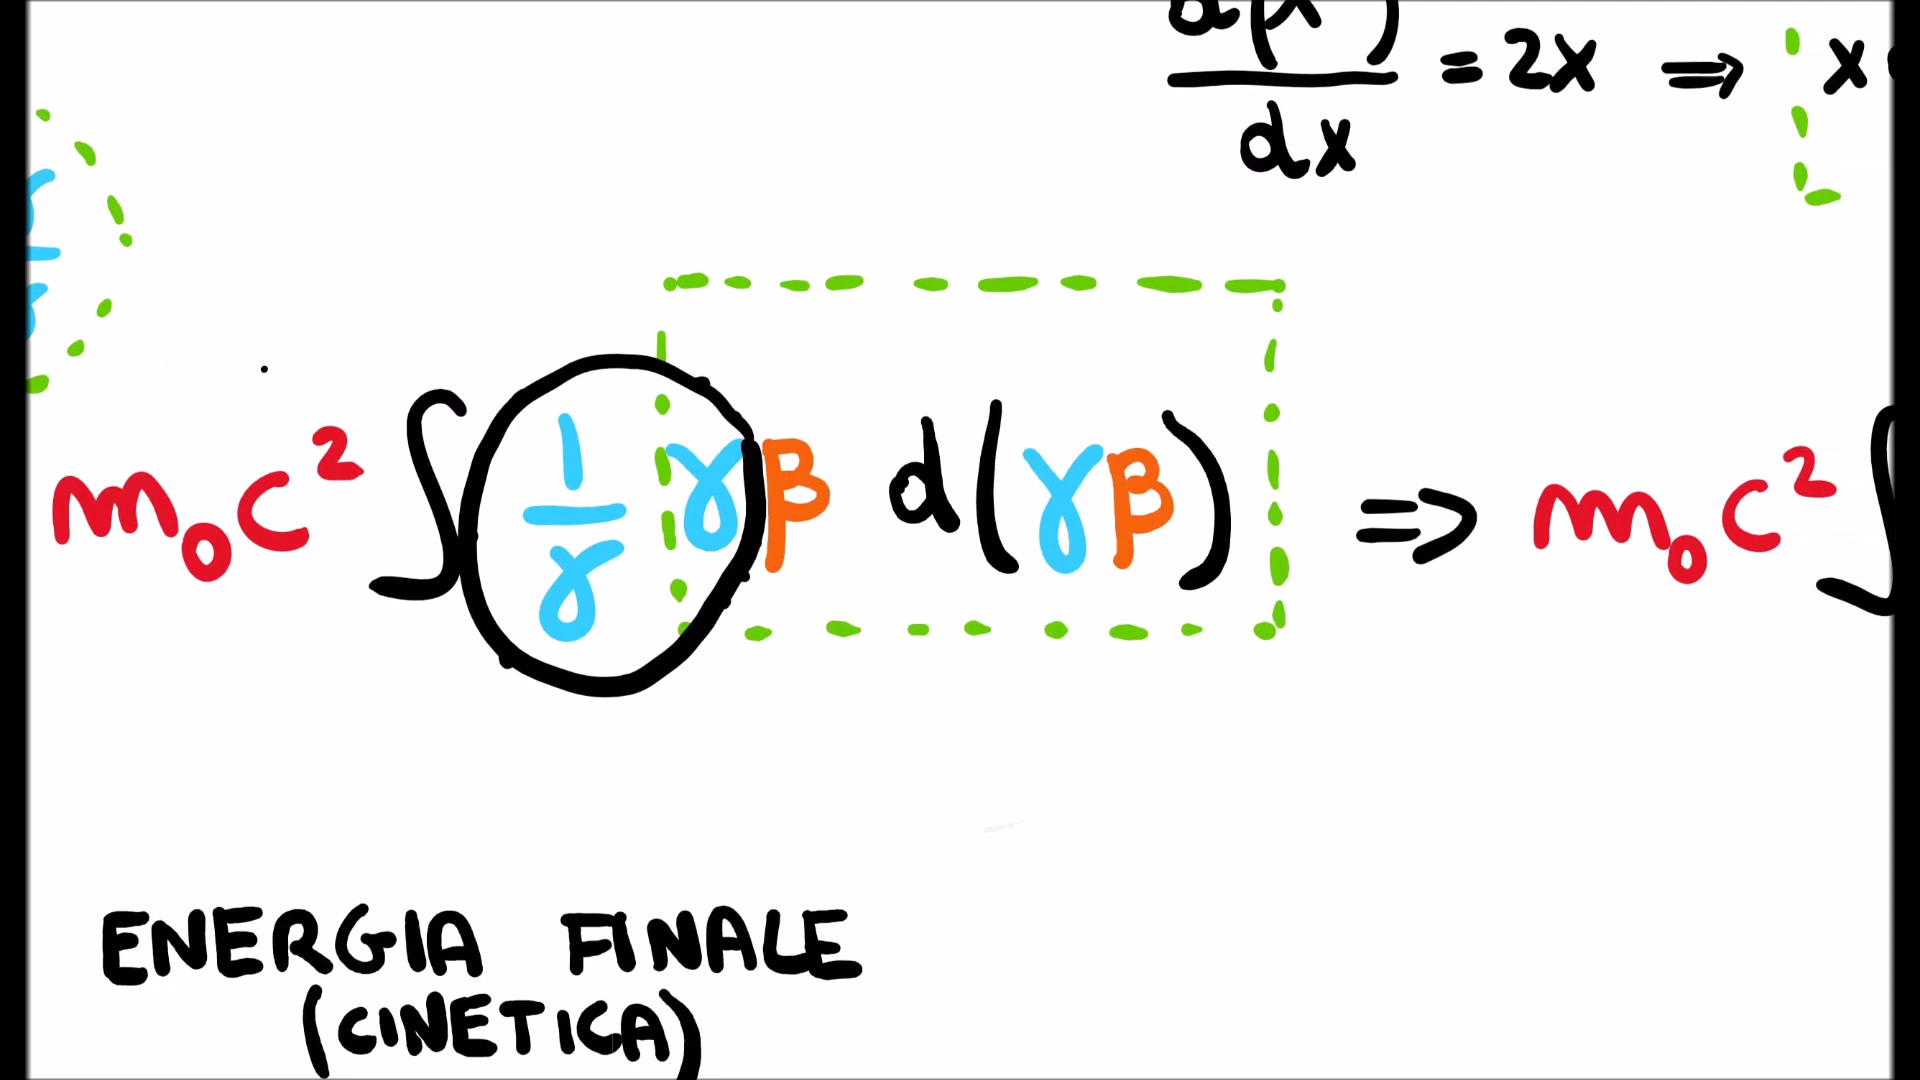 = 2x ⇒ x
dx
m₀c² ∫ 1/γ γβ d(γβ) ⇒ m₀c² ∫
ENERGIA FINALE
(CINETICA)